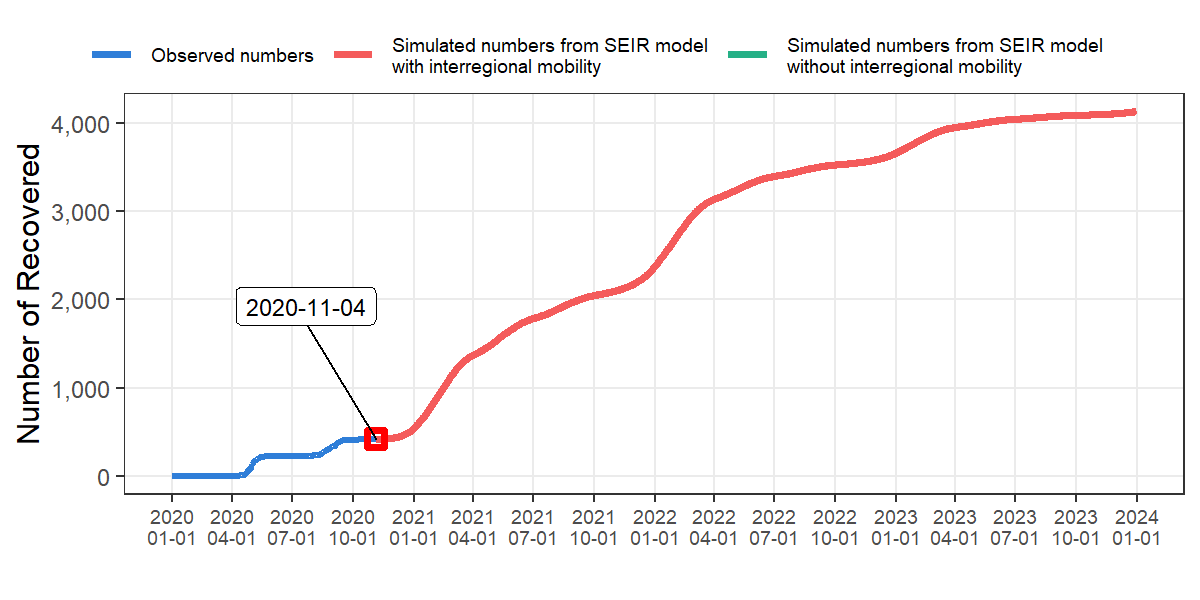 Observed numbers
Simulated numbers from SEIR model
with interregional mobility
Simulated numbers from SEIR model
without interregional mobility
Number of Recovered
4,000
3,000
2,000
1,000
0
2020-11-04
2020 2020 2020 2020 2021 2021 2021 2021 2022 2022 2022 2022 2023 2023 2023 2023 2024
01-01 04-01 07-01 10-01 01-01 04-01 07-01 10-01 01-01 04-01 07-01 10-01 01-01 04-01 07-01 10-01 01-01